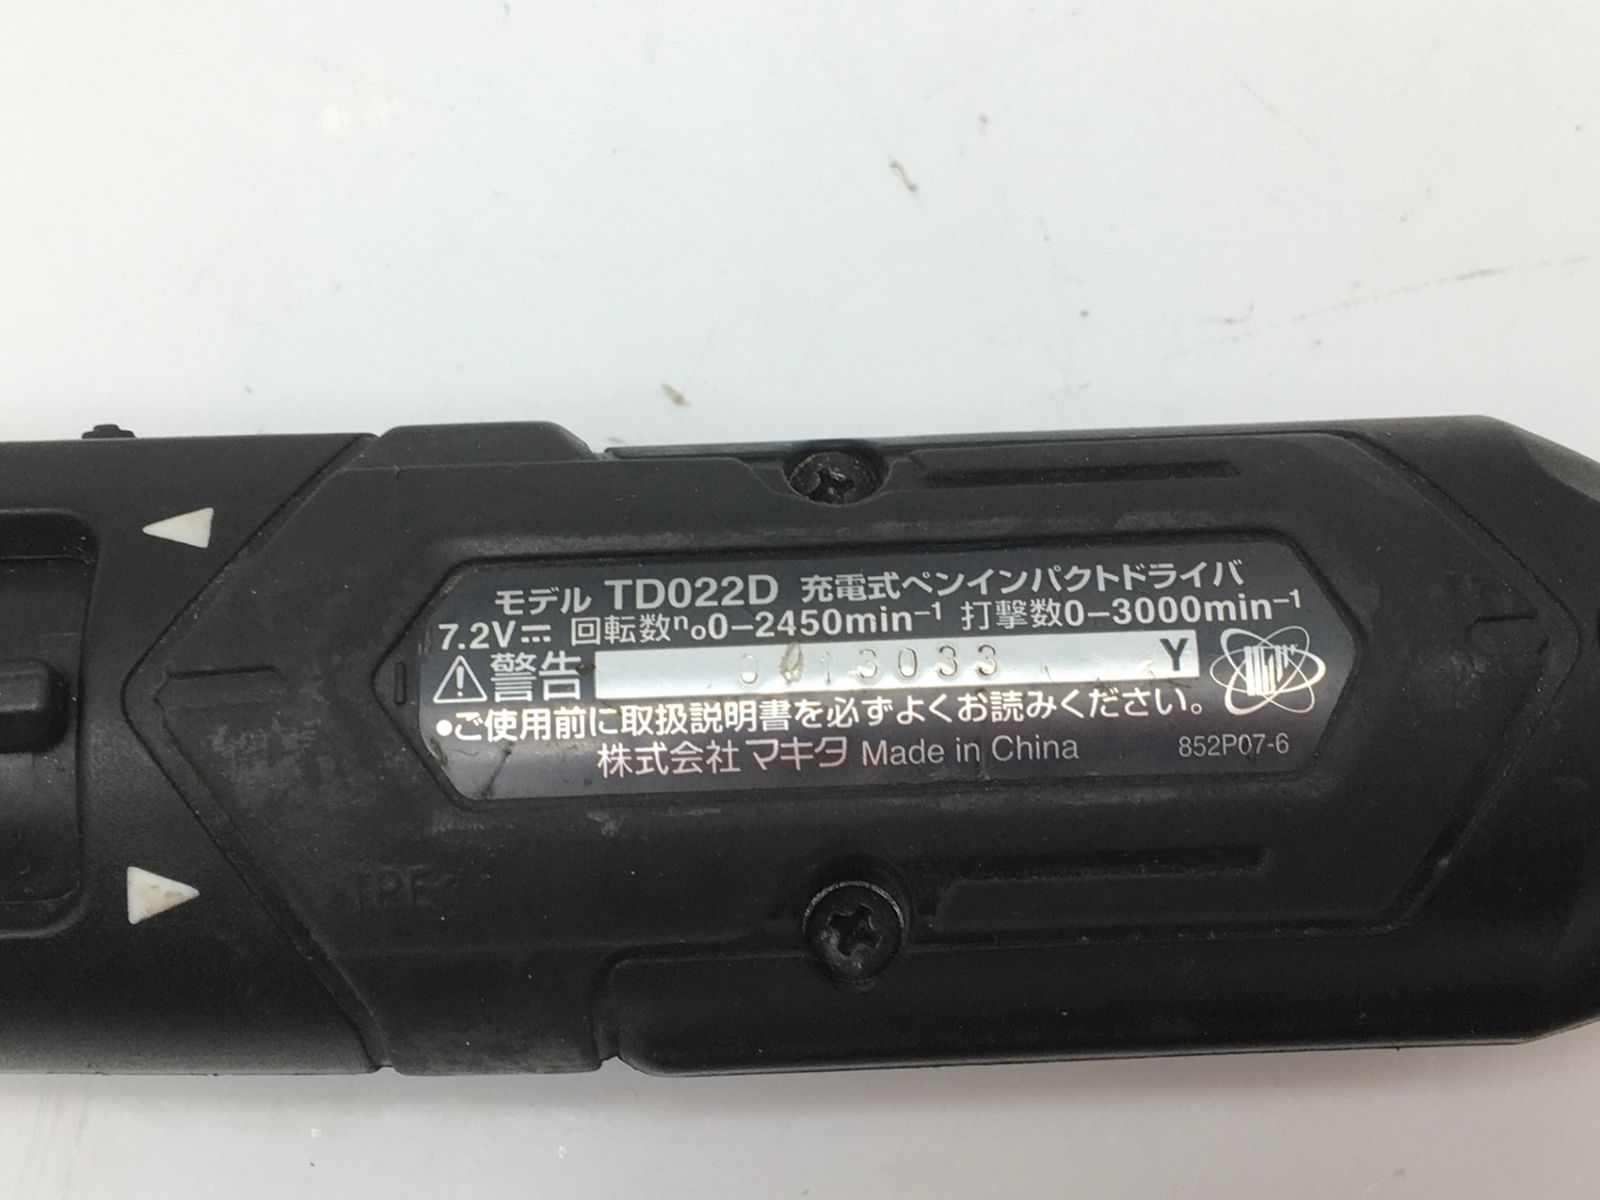 モデル TD022D 充電式ペンインパクトドライバ
7.2V⎓ 回転数ⁿ₀0-2450min⁻¹ 打撃数0-3000min⁻¹
⚠警告 Y
●ご使用前に取扱説明書を必ずよくお読みください。
株式会社マキタ Made in China 852P07-6